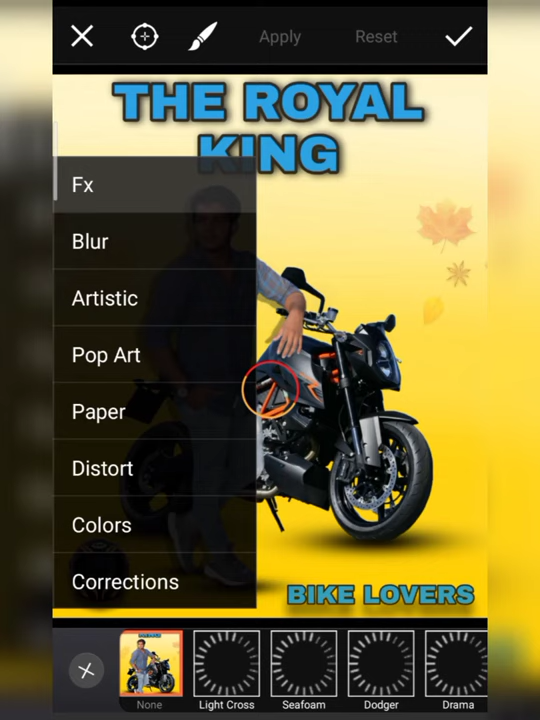 Apply
Reset
THE ROYAL
KING
Fx
Blur
Artistic
Pop Art
Paper
Distort
Colors
Corrections
BIKE LOVERS
None
Light Cross
Seafoam
Dodger
Drama